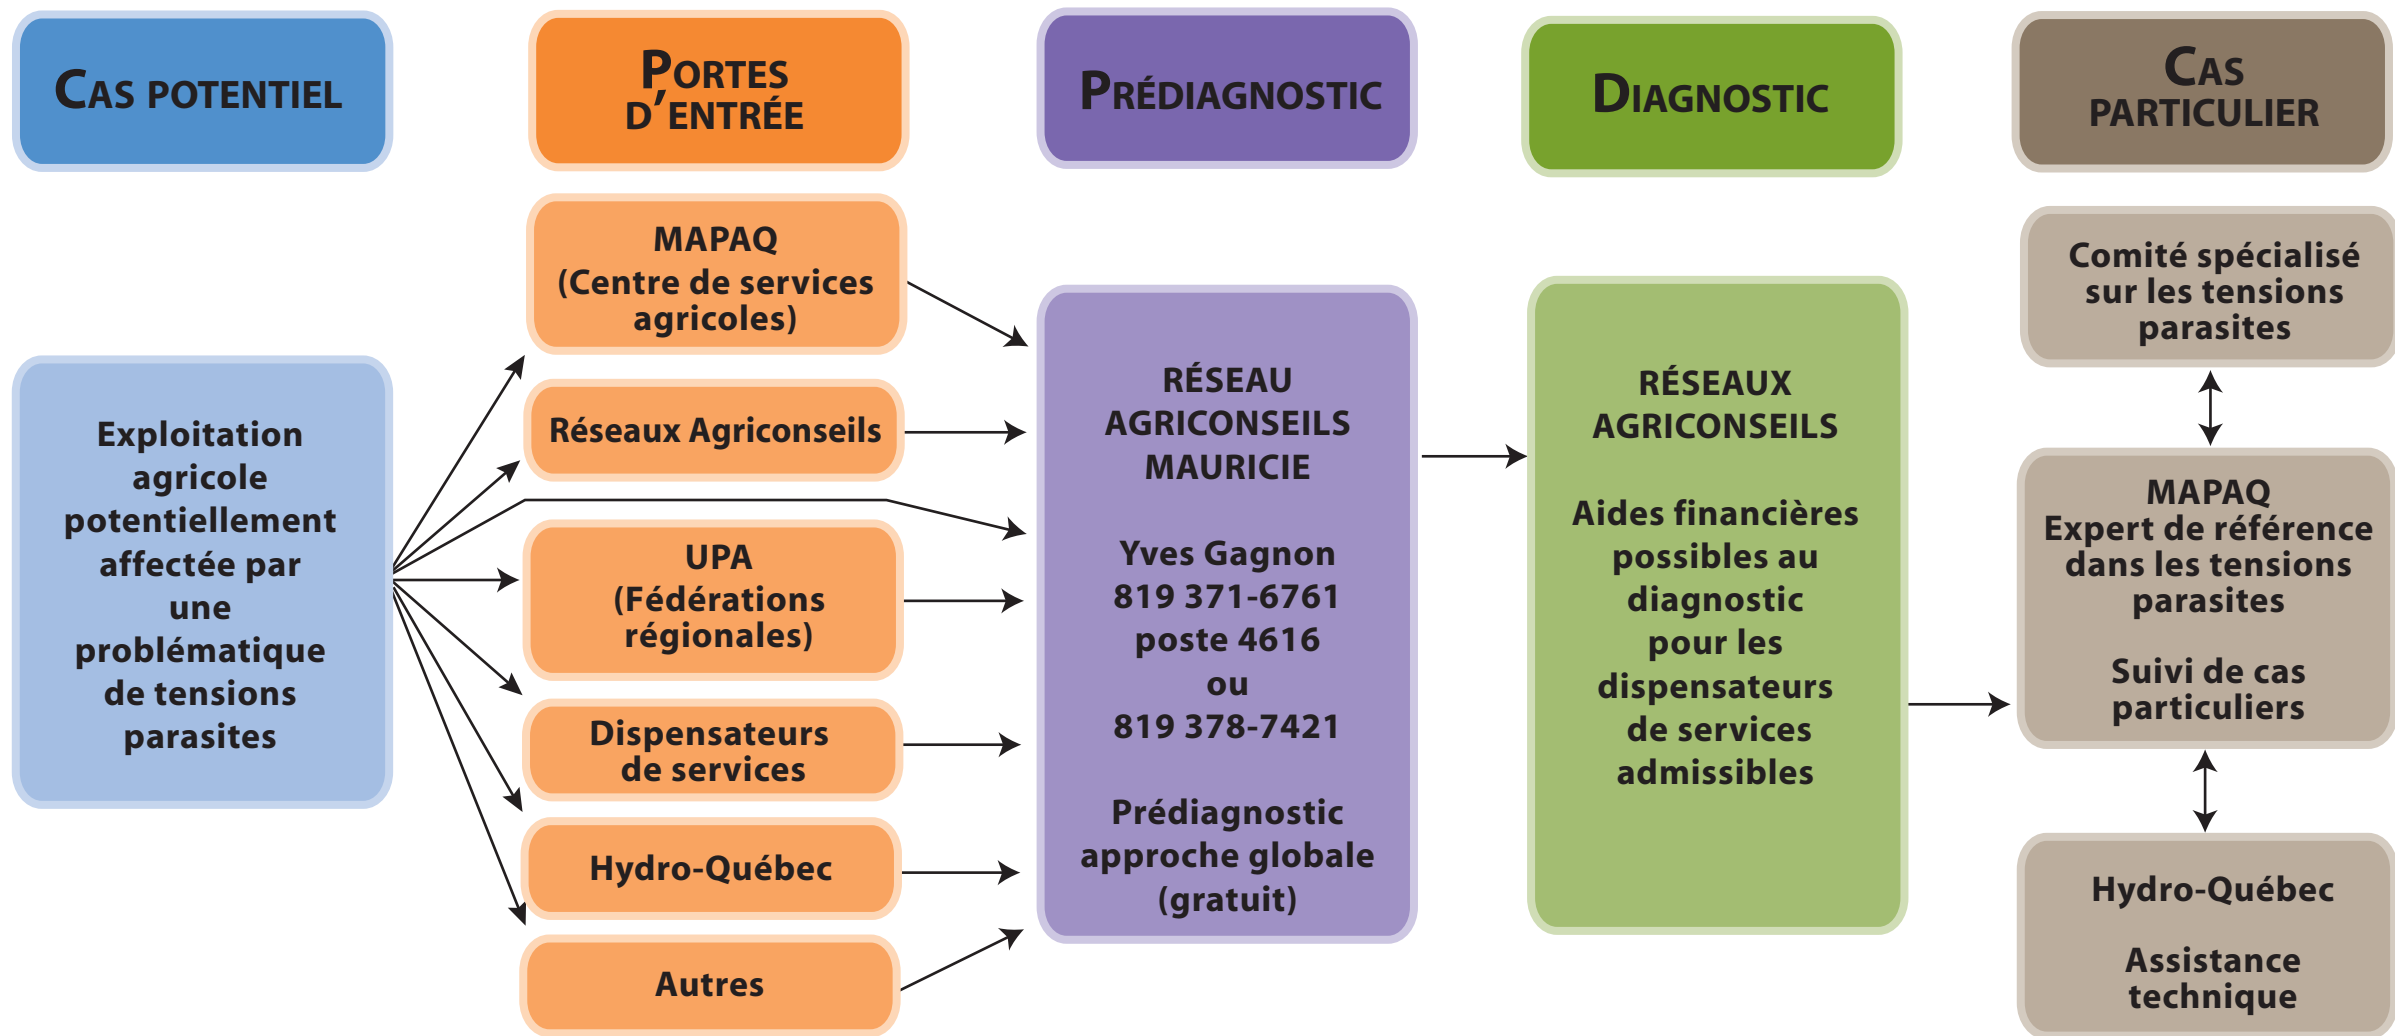 CAS POTENTIEL
PORTES
D'ENTRÉE
PRÉDIAGNOSTIC
DIAGNOSTIC
CAS
PARTICULIER
Exploitation
agricole
potentiellement
affectée par
une
problématique
de tensions
parasites
MAPAQ
(Centre de services
agricoles)
Réseaux Agriconseils
UPA
(Fédérations
régionales)
Dispensateurs
de services
Hydro-Québec
Autres
RÉSEAU
AGRICONSEILS
MAURICIE
Yves Gagnon
819 371-6761
poste 4616
ou
819 378-7421
Prédiagnostic
approche globale
(gratuit)
RÉSEAUX
AGRICONSEILS
Aides financières
possibles au
diagnostic
pour les
dispensateurs
de services
admissibles
Comité spécialisé
sur les tensions
parasites
MAPAQ
Expert de référence
dans les tensions
parasites
Suivi de cas
particuliers
Hydro-Québec
Assistance
technique